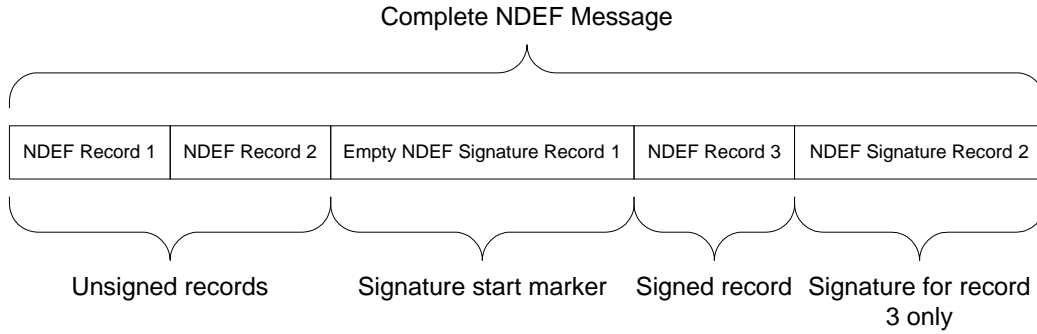 Complete NDEF Message
NDEF Record 1
NDEF Record 2
Empty NDEF Signature Record 1
NDEF Record 3
NDEF Signature Record 2
Unsigned records
Signature start marker
Signed record
Signature for record
3 only